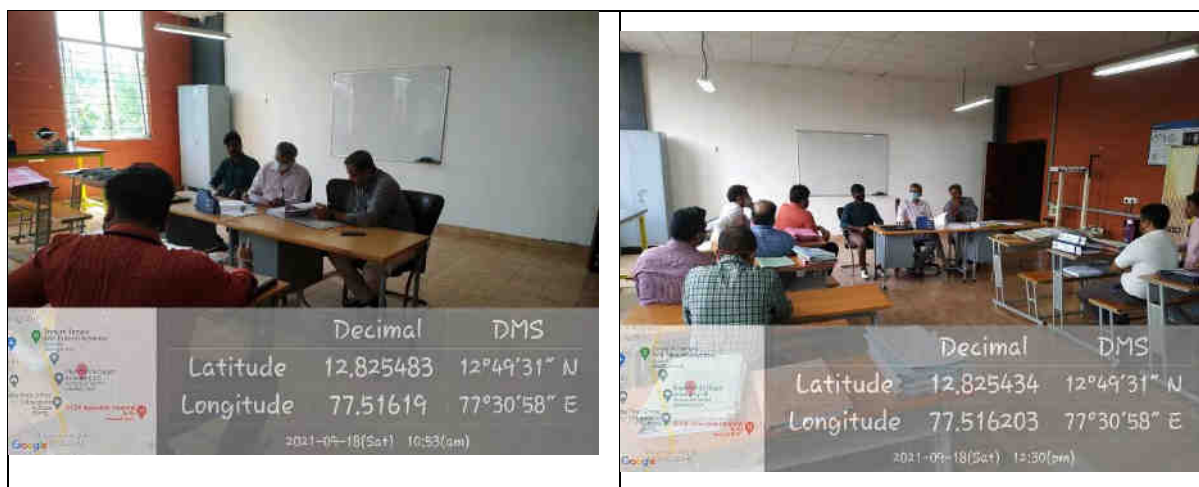 Decimal DMS
Latitude 12.825483 12°49'31" N
Longitude 77.51619 77°30'58" E
2021-09-18(Sat) 10:53(am)
Google
Decimal DMS
Latitude 12.825434 12°49'31" N
Longitude 77.516203 77°30'58" E
2021-09-18(Sat) 12:30(pm)
Google